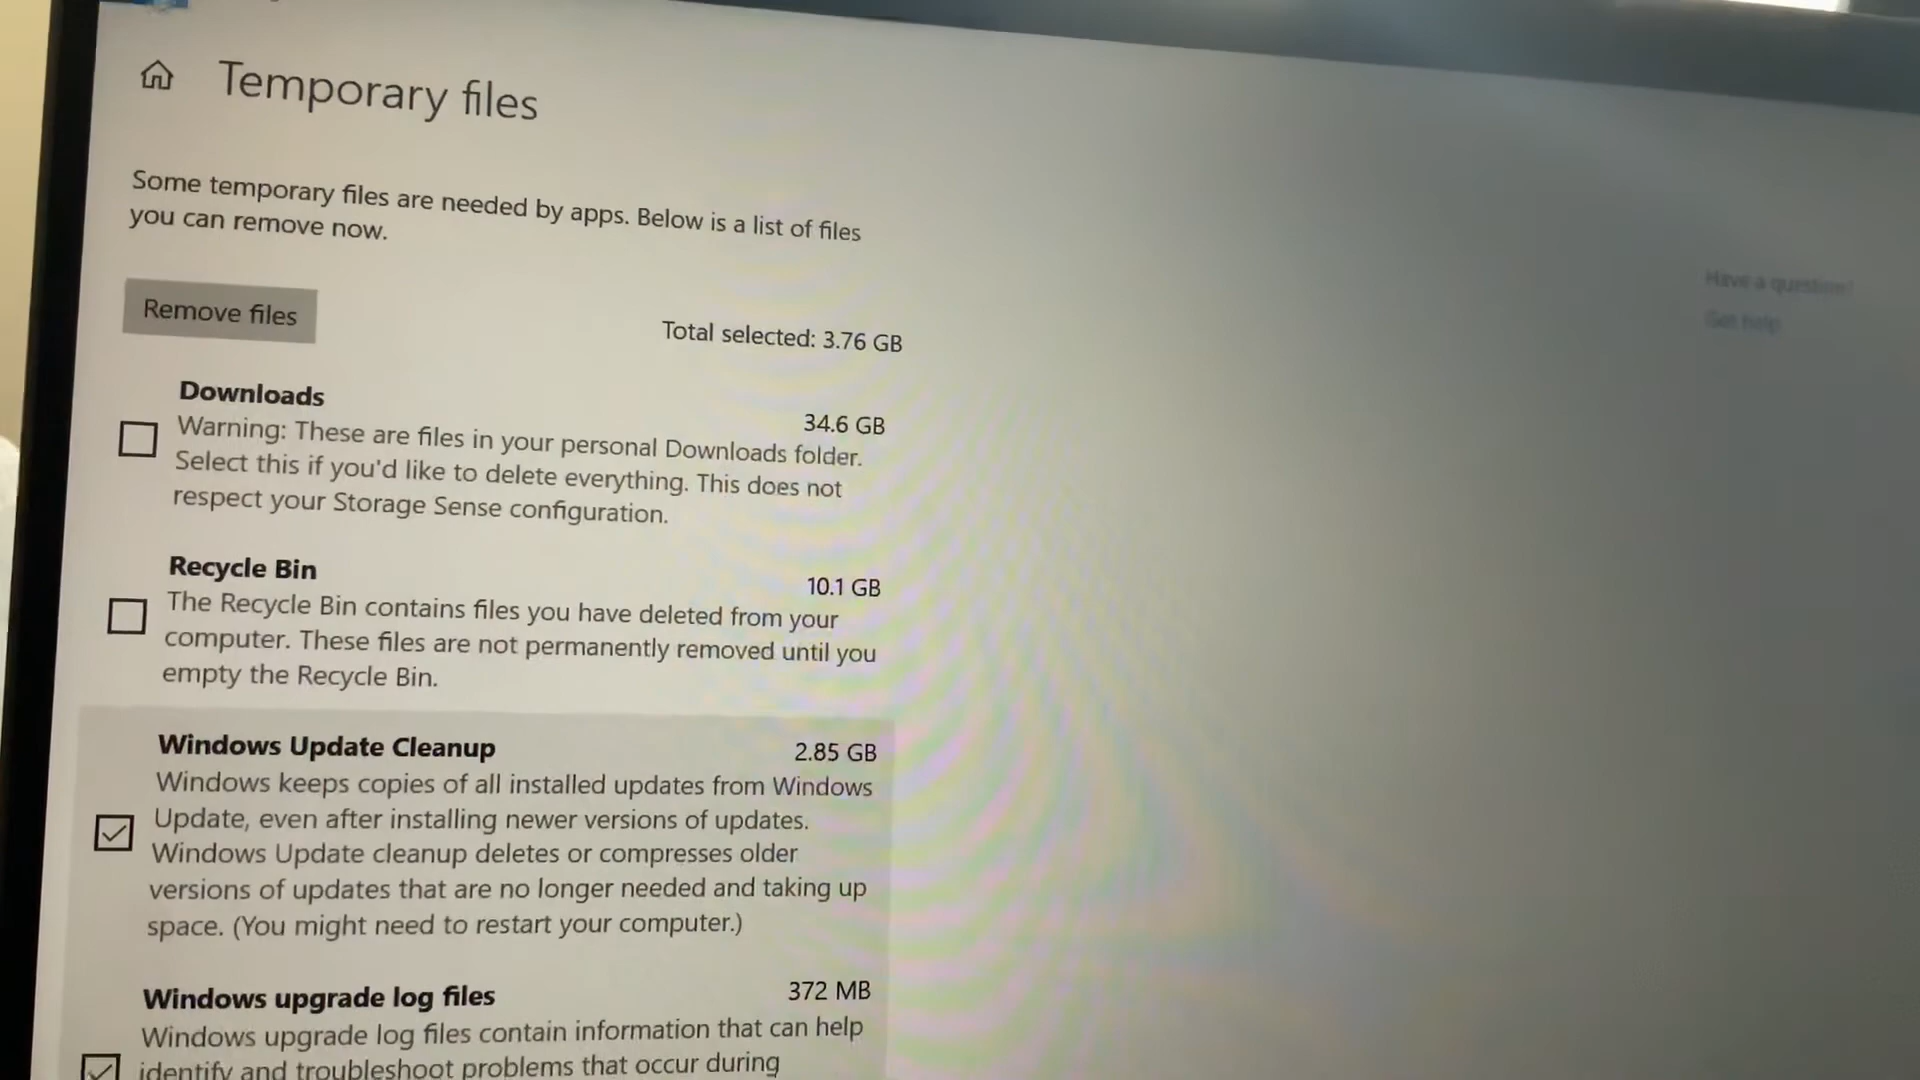 Temporary files
Some temporary files are needed by apps. Below is a list of files
you can remove now.
Remove files
Total selected: 3.76 GB
Downloads
34.6 GB
Warning: These are files in your personal Downloads folder.
Select this if you'd like to delete everything. This does not
respect your Storage Sense configuration.
Recycle Bin
10.1 GB
The Recycle Bin contains files you have deleted from your
computer. These files are not permanently removed until you
empty the Recycle Bin.
Windows Update Cleanup
2.85 GB
Windows keeps copies of all installed updates from Windows
Update, even after installing newer versions of updates.
Windows Update cleanup deletes or compresses older
versions of updates that are no longer needed and taking up
space. (You might need to restart your computer.)
Windows upgrade log files
372 MB
Windows upgrade log files contain information that can help
identify and troubleshoot problems that occur during
Have a question?
Get help